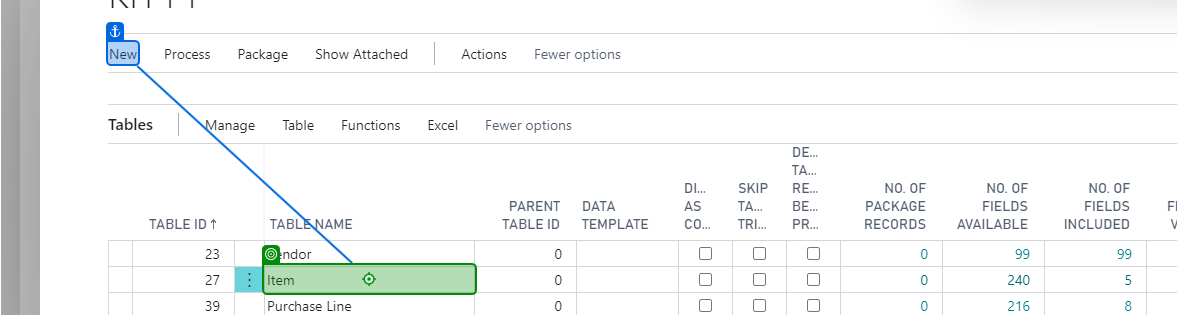 New Process Package Show Attached Actions Fewer options
Tables Manage Table Functions Excel Fewer options
TABLE ID ↑ TABLE NAME PARENT TABLE ID DATA TEMPLATE DI... AS CO... SKIP TA... TRI... DE... TA... RE... BE... PR... NO. OF PACKAGE RECORDS NO. OF FIELDS AVAILABLE NO. OF FIELDS INCLUDED
23 endor 0 0 99 99
27 Item 0 0 240 5
39 Purchase Line 0 0 216 8